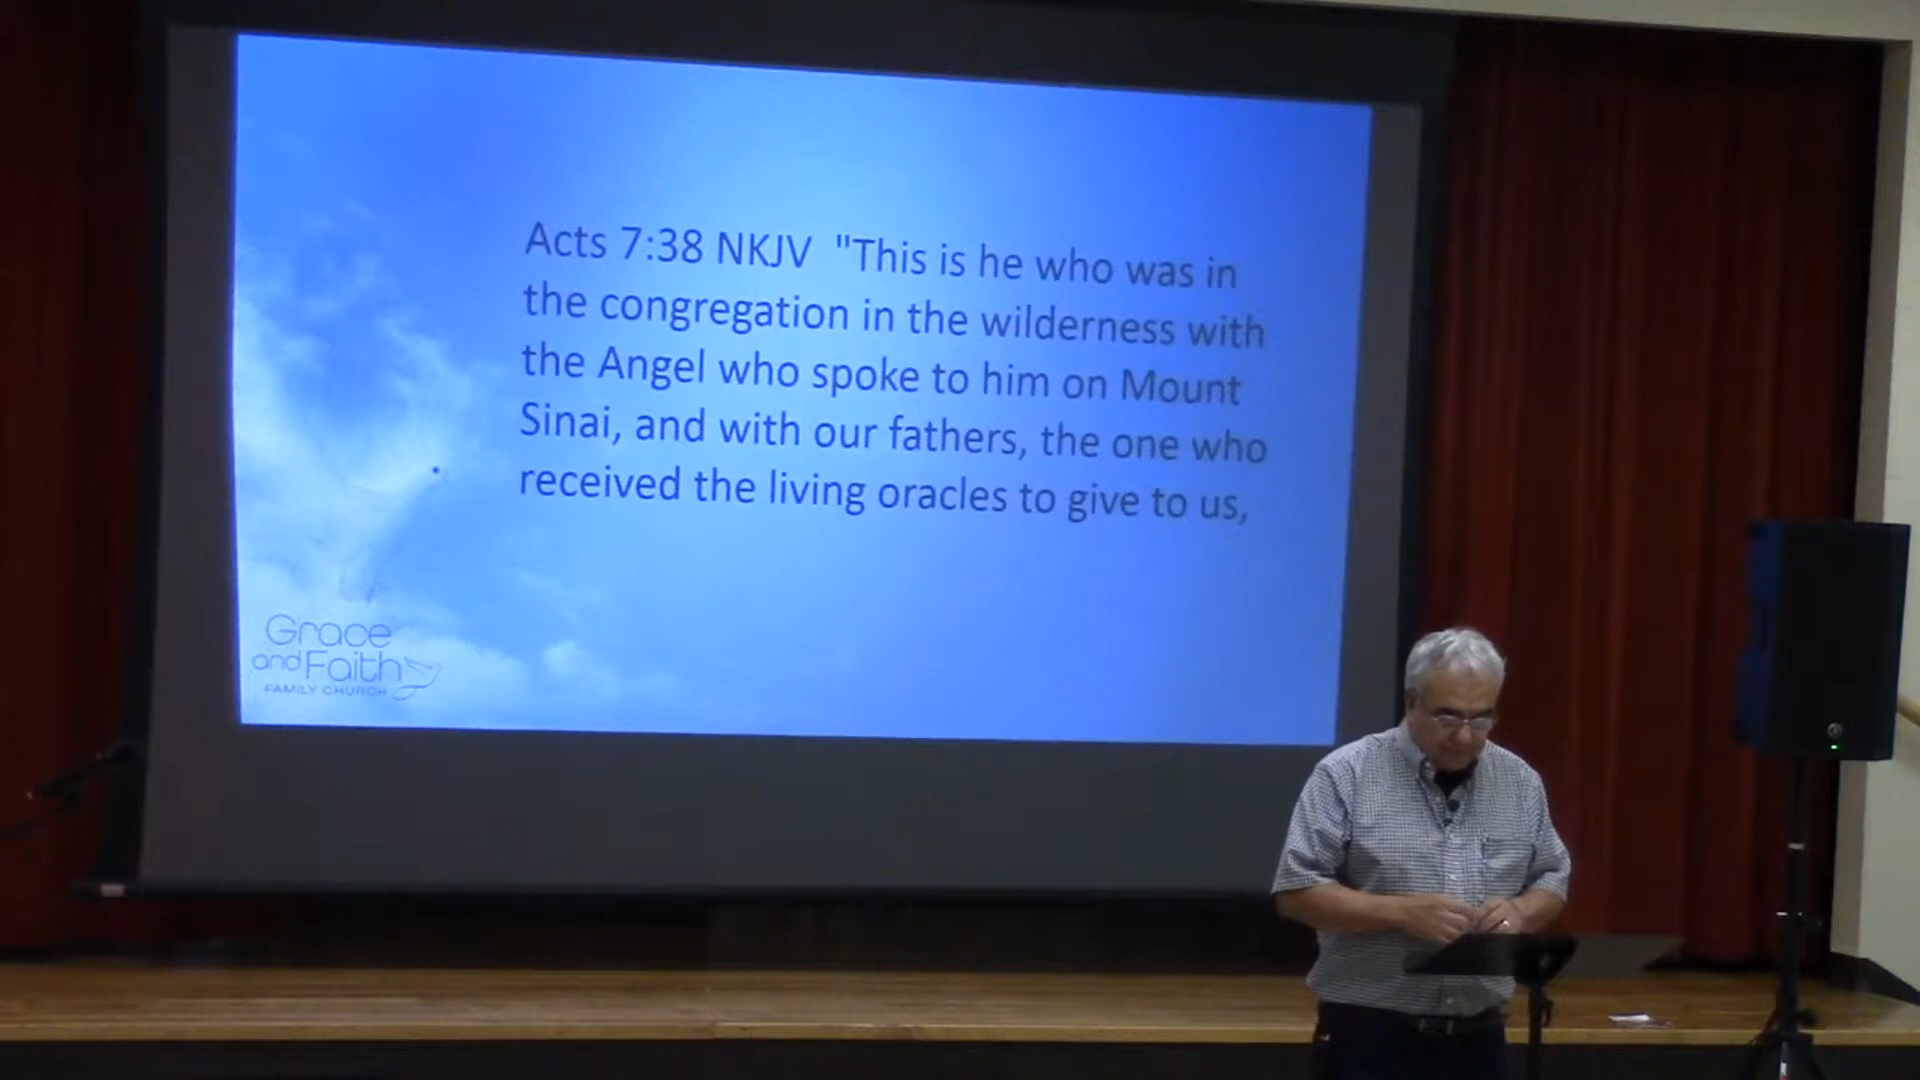 Acts 7:38 NKJV "This is he who was in
the congregation in the wilderness with
the Angel who spoke to him on Mount
Sinai, and with our fathers, the one who
received the living oracles to give to us,
Grace
and Faith
FAMILY CHURCH